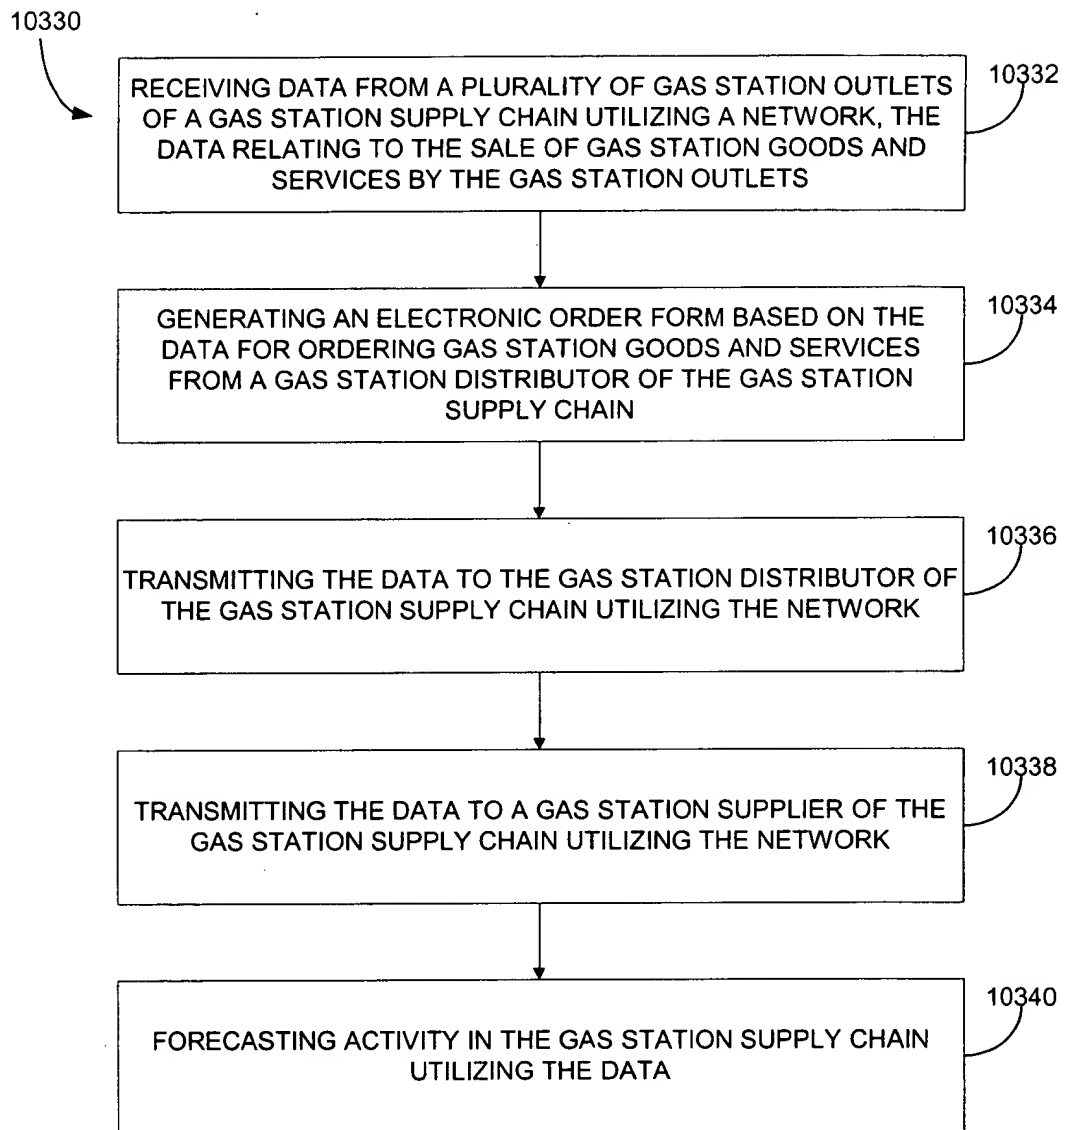 10330
RECEIVING DATA FROM A PLURALITY OF GAS STATION OUTLETS
OF A GAS STATION SUPPLY CHAIN UTILIZING A NETWORK, THE
DATA RELATING TO THE SALE OF GAS STATION GOODS AND
SERVICES BY THE GAS STATION OUTLETS
10332
GENERATING AN ELECTRONIC ORDER FORM BASED ON THE
DATA FOR ORDERING GAS STATION GOODS AND SERVICES
FROM A GAS STATION DISTRIBUTOR OF THE GAS STATION
SUPPLY CHAIN
10334
TRANSMITTING THE DATA TO THE GAS STATION DISTRIBUTOR OF
THE GAS STATION SUPPLY CHAIN UTILIZING THE NETWORK
10336
TRANSMITTING THE DATA TO A GAS STATION SUPPLIER OF THE
GAS STATION SUPPLY CHAIN UTILIZING THE NETWORK
10338
FORECASTING ACTIVITY IN THE GAS STATION SUPPLY CHAIN
UTILIZING THE DATA
10340